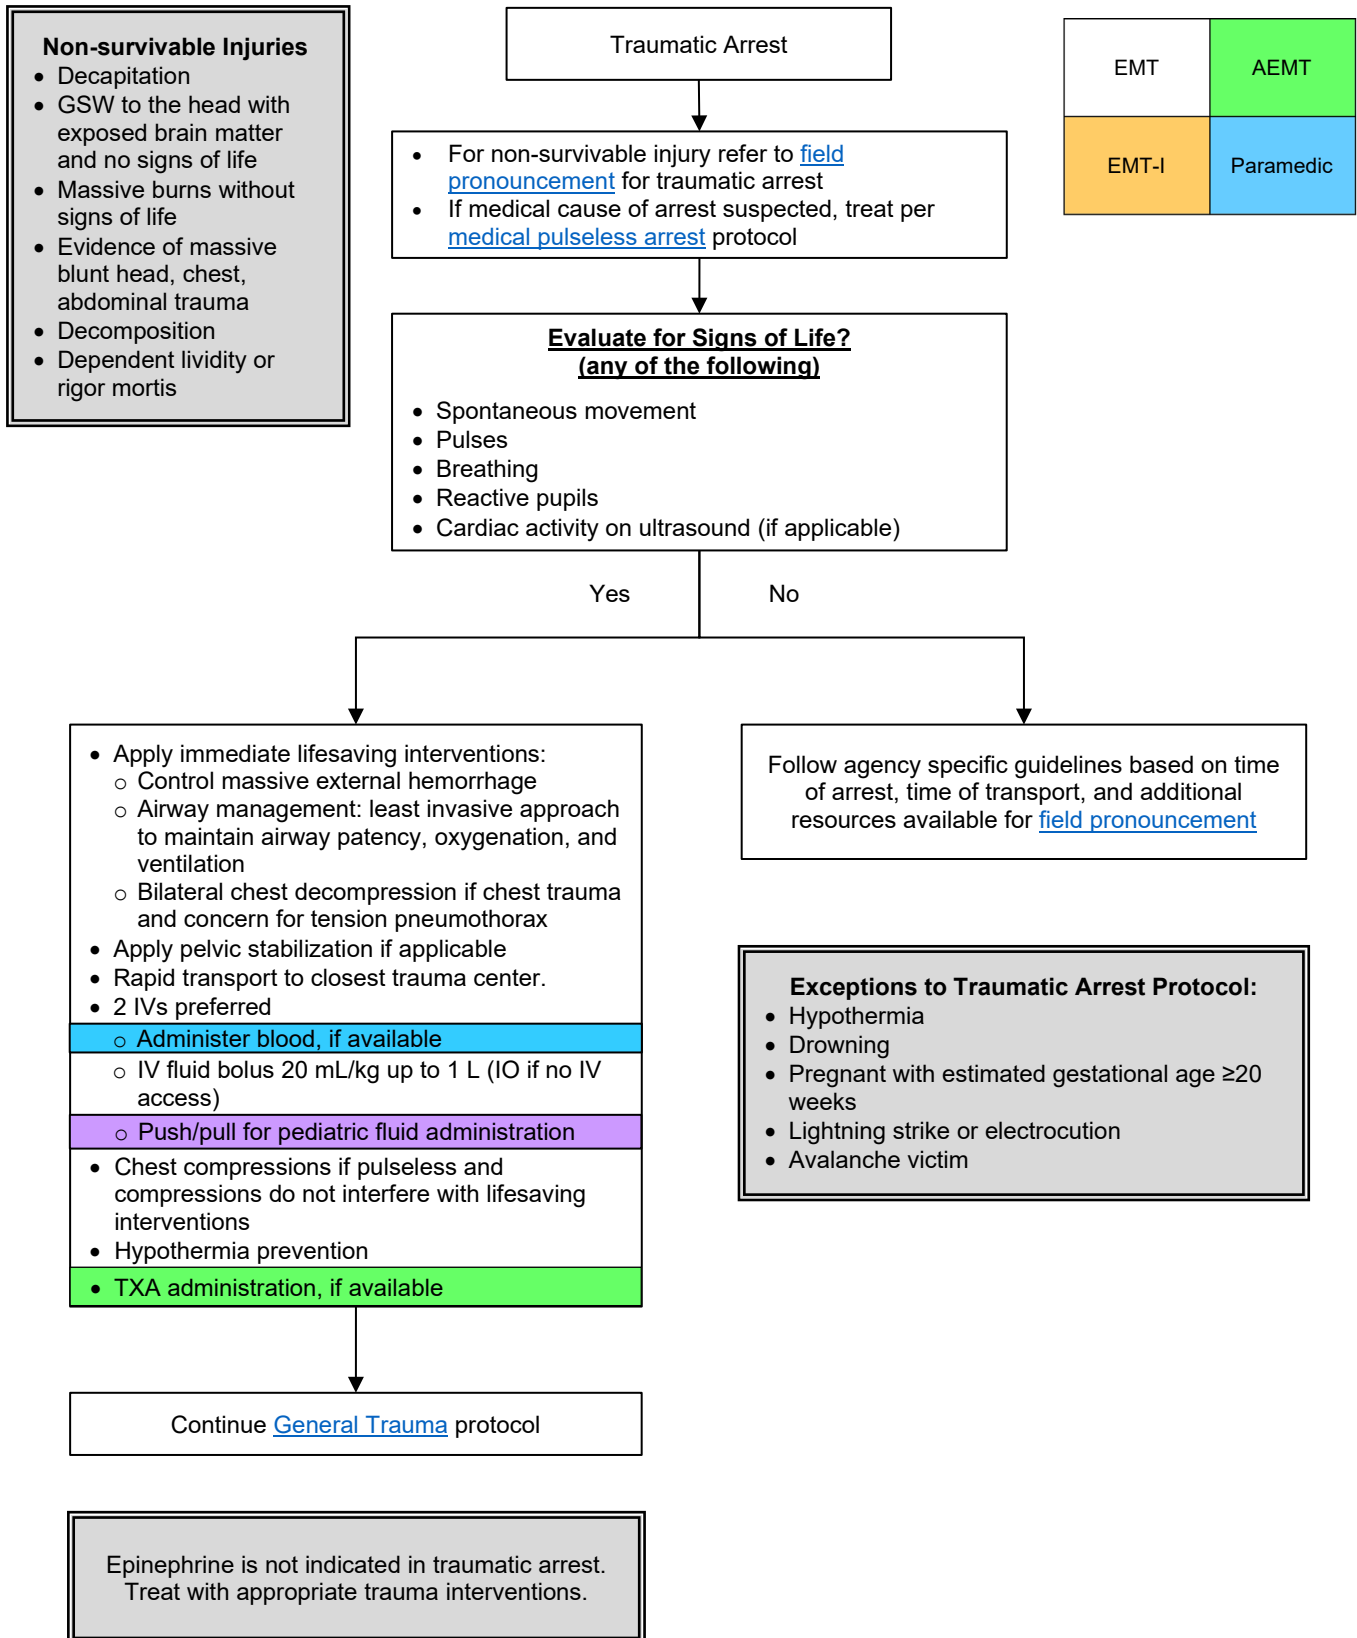 Non-survivable Injuries
• Decapitation
• GSW to the head with
exposed brain matter
and no signs of life
• Massive burns without
signs of life
• Evidence of massive
blunt head, chest,
abdominal trauma
• Decomposition
• Dependent lividity or
rigor mortis
Traumatic Arrest
EMT
AEMT
EMT-I
Paramedic
• For non-survivable injury refer to field
pronouncement for traumatic arrest
• If medical cause of arrest suspected, treat per
medical pulseless arrest protocol
Evaluate for Signs of Life?
(any of the following)
• Spontaneous movement
• Pulses
• Breathing
• Reactive pupils
• Cardiac activity on ultrasound (if applicable)
Yes
No
• Apply immediate lifesaving interventions:
o Control massive external hemorrhage
o Airway management: least invasive approach
to maintain airway patency, oxygenation, and
ventilation
o Bilateral chest decompression if chest trauma
and concern for tension pneumothorax
• Apply pelvic stabilization if applicable
• Rapid transport to closest trauma center.
• 2 IVs preferred
o Administer blood, if available
o IV fluid bolus 20 mL/kg up to 1 L (IO if no IV
access)
o Push/pull for pediatric fluid administration
• Chest compressions if pulseless and
compressions do not interfere with lifesaving
interventions
• Hypothermia prevention
• TXA administration, if available
Follow agency specific guidelines based on time
of arrest, time of transport, and additional
resources available for field pronouncement
Exceptions to Traumatic Arrest Protocol:
• Hypothermia
• Drowning
• Pregnant with estimated gestational age ≥20
weeks
• Lightning strike or electrocution
• Avalanche victim
Continue General Trauma protocol
Epinephrine is not indicated in traumatic arrest.
Treat with appropriate trauma interventions.